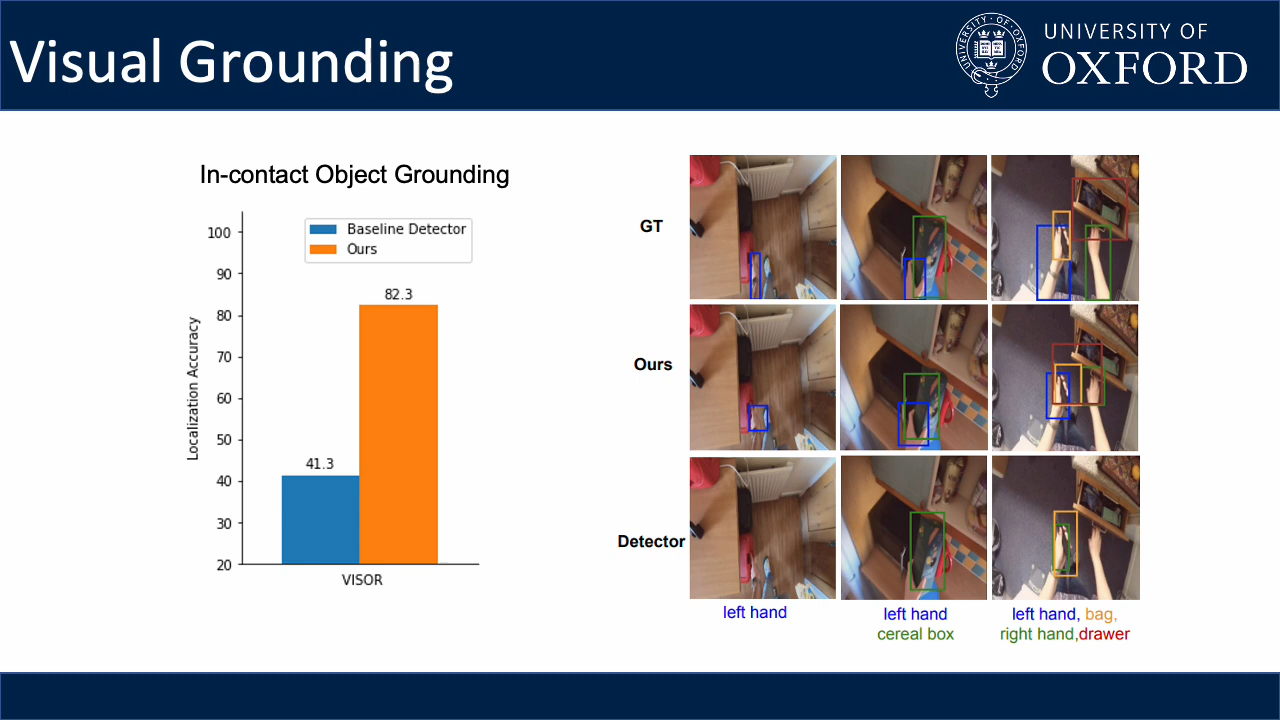 Visual Grounding
UNIVERSITY OF
OXFORD
In-contact Object Grounding
Baseline Detector
Ours
100
90
80
70
60
50
40
30
20
Localization Accuracy
41.3
82.3
VISOR
GT
Ours
Detector
left hand
left hand
cereal box
left hand, bag,
right hand,drawer